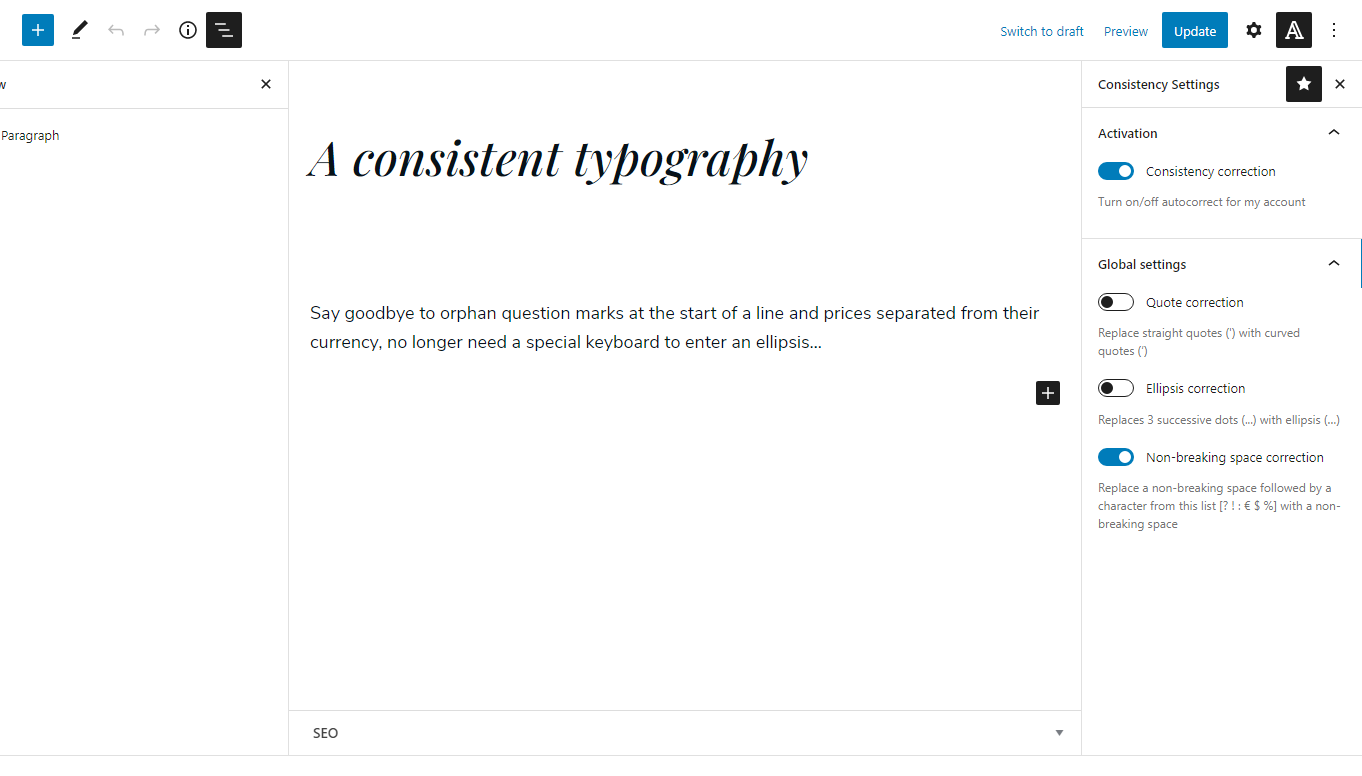 Switch to draft
Preview
Update
w
Paragraph
A consistent typography
Say goodbye to orphan question marks at the start of a line and prices separated from their
currency, no longer need a special keyboard to enter an ellipsis...
SEO
Consistency Settings
Activation
Consistency correction
Turn on/off autocorrect for my account
Global settings
Quote correction
Replace straight quotes (') with curved
quotes (’)
Ellipsis correction
Replaces 3 successive dots (...) with ellipsis (…)
Non-breaking space correction
Replace a non-breaking space followed by a
character from this list [? ! : € $ %] with a non-
breaking space